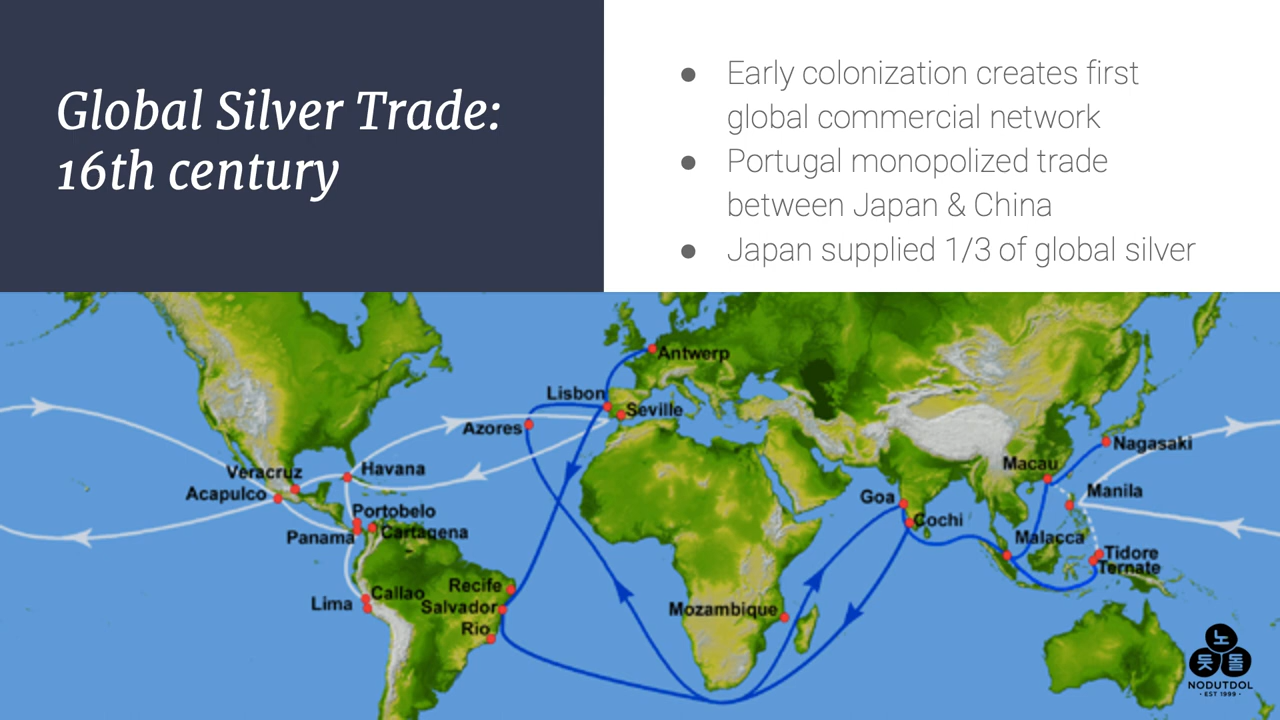 Global Silver Trade:
16th century
● Early colonization creates first
global commercial network
● Portugal monopolized trade
between Japan & China
● Japan supplied 1/3 of global silver
Antwerp
Lisbon
Seville
Azores
Nagasaki
Veracruz
Havana
Macau
Acapulco
Manila
Goa
Portobelo
Cochi
Panama
Cartagena
Malacca
Tidore
Ternate
Recife
Callao
Lima
Salvador
Mozambique
Rio
노
듯 돌
NODUTDOL
· EST 1999 ·